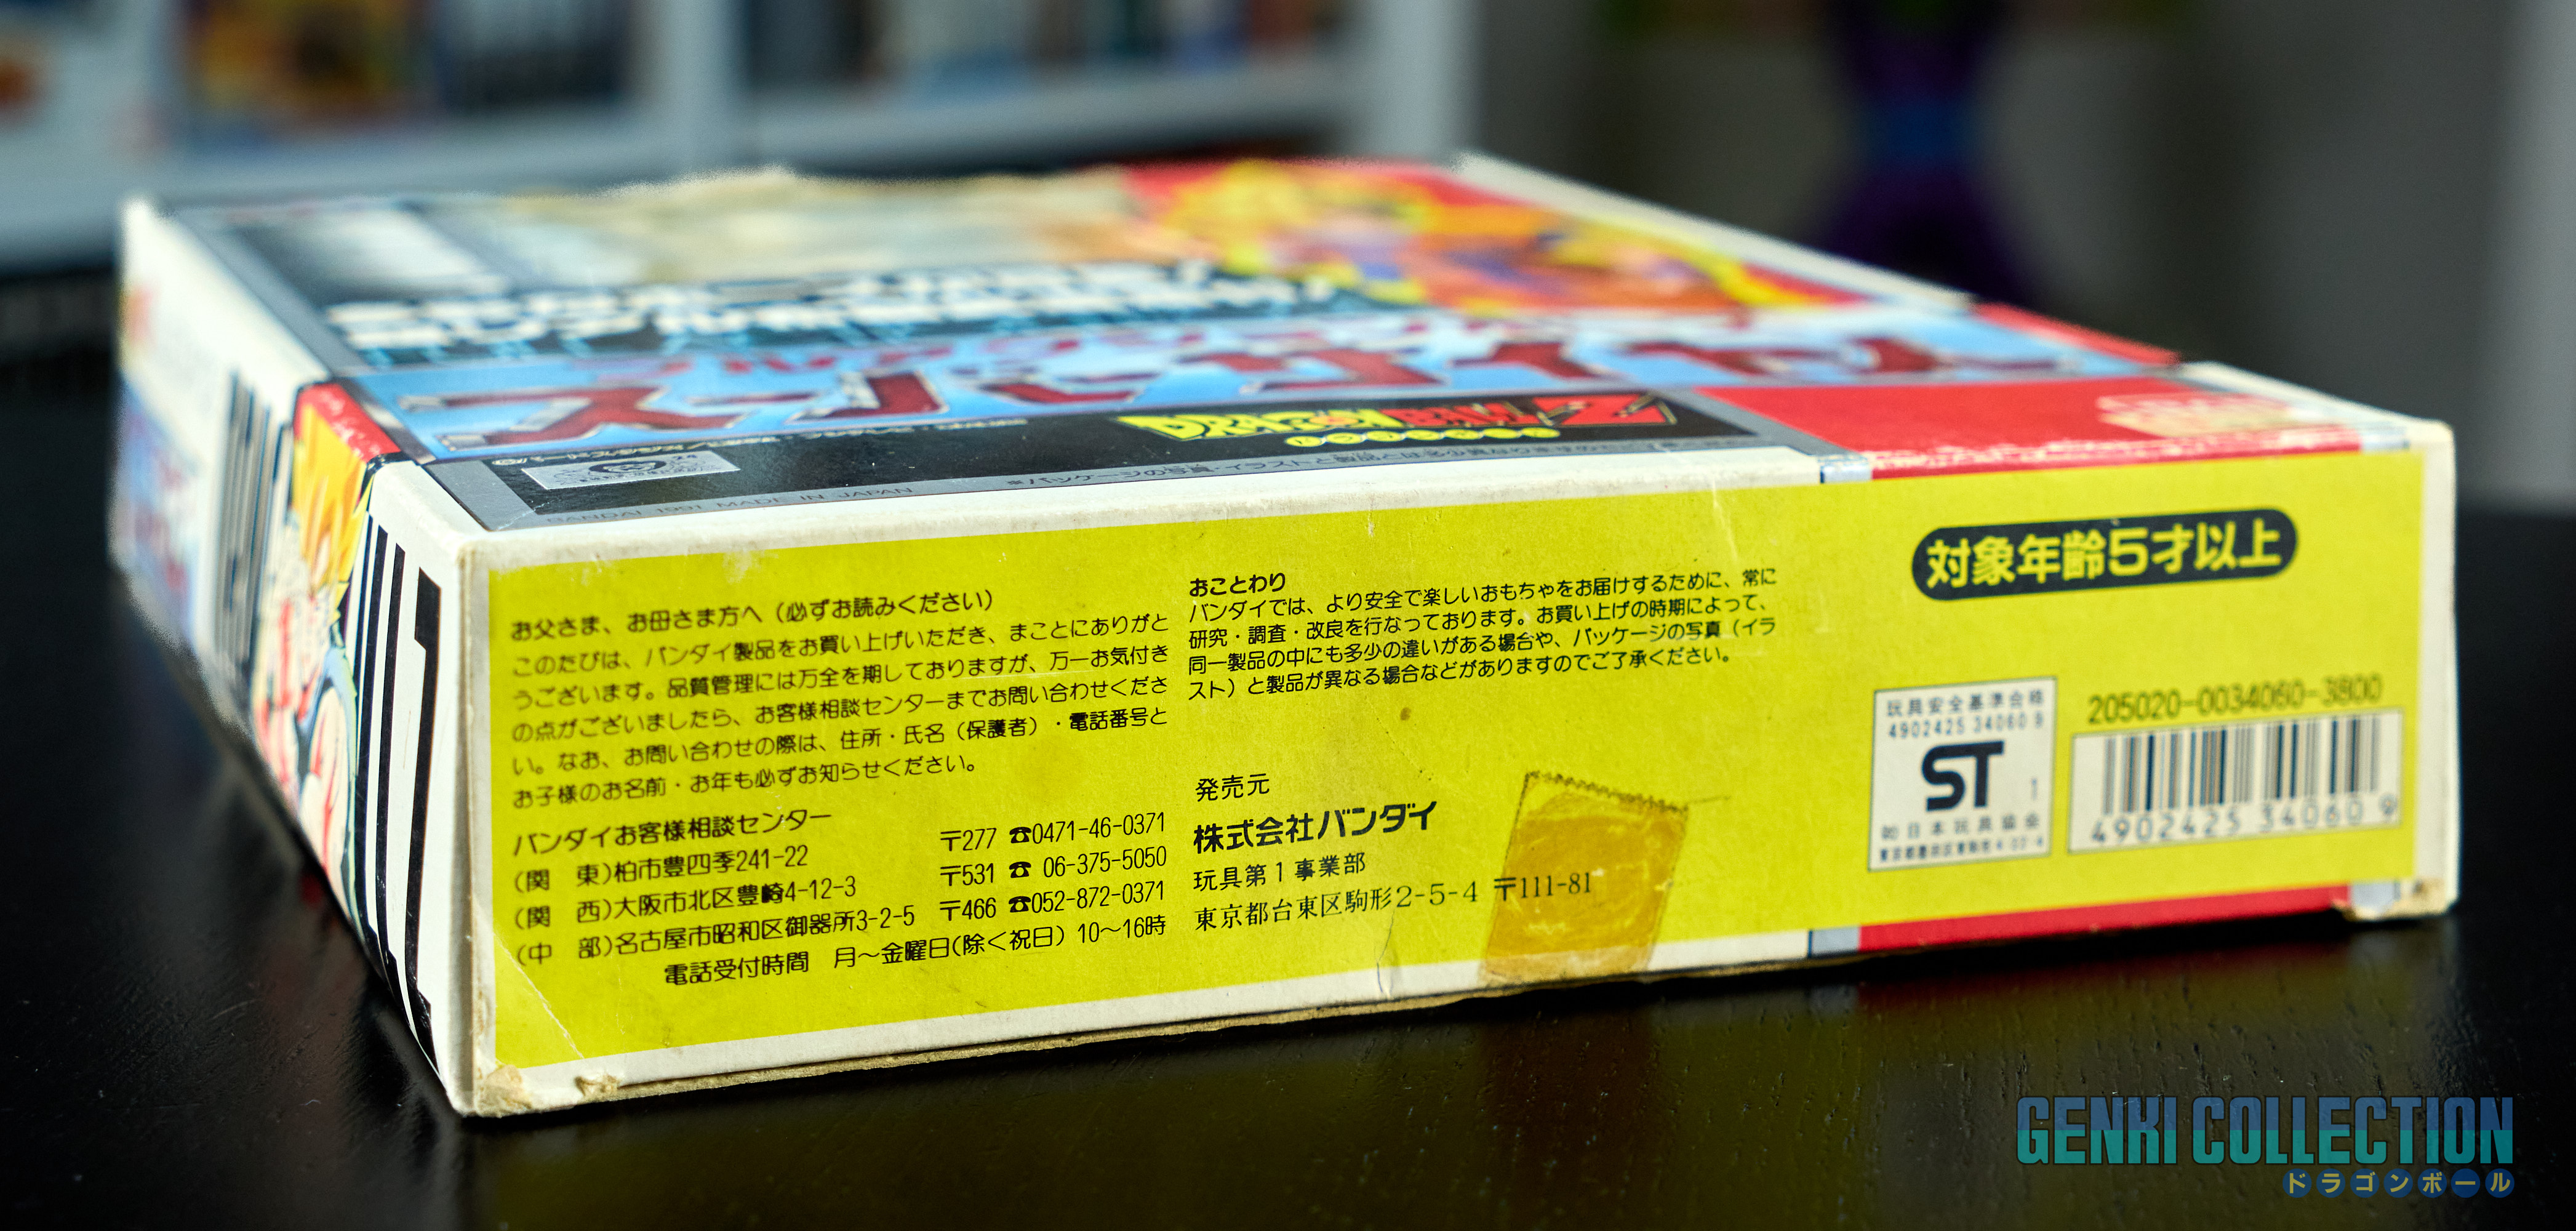 スーパーサイヤ人
DRAGON BALL Z
ドラゴンボール
BANDAI 1991 MADE IN JAPAN
※パッケージの写真・イラストと製品とは多少異なりますので
お父さま、お母さま方へ（必ずお読みください）
このたびは、バンダイ製品をお買い上げいただき、まことにありがと
うございます。品質管理には万全を期しておりますが、万一お気付き
の点がございましたら、お客様相談センターまでお問い合わせくださ
い。なお、お問い合わせの際は、住所・氏名（保護者）・電話番号と
お子様のお名前・お年も必ずお知らせください。
バンダイお客様相談センター
（関　東）柏市豊四季241-22　〒277 ☎0471-46-0371
（関　西）大阪市北区豊崎4-12-3　〒531 ☎ 06-375-5050
（中　部）名古屋市昭和区御器所3-2-5　〒466 ☎052-872-0371
電話受付時間　月〜金曜日(除く祝日）10〜16時
おことわり
バンダイでは、より安全で楽しいおもちゃをお届けするために、常に
研究・調査・改良を行なっております。お買い上げの時期によって、
同一製品の中にも多少の違いがある場合や、パッケージの写真（イラ
スト）と製品が異なる場合などがありますのでご了承ください。
発売元
株式会社バンダイ
玩具第1事業部
東京都台東区駒形2-5-4 〒111-81
対象年齢5才以上
玩具安全基準合格
4902425 34060 9
ST
1
日本玩具協会
205020-0034060-3800
4902425 34060 9
GENKI COLLECTION
ドラゴンボール